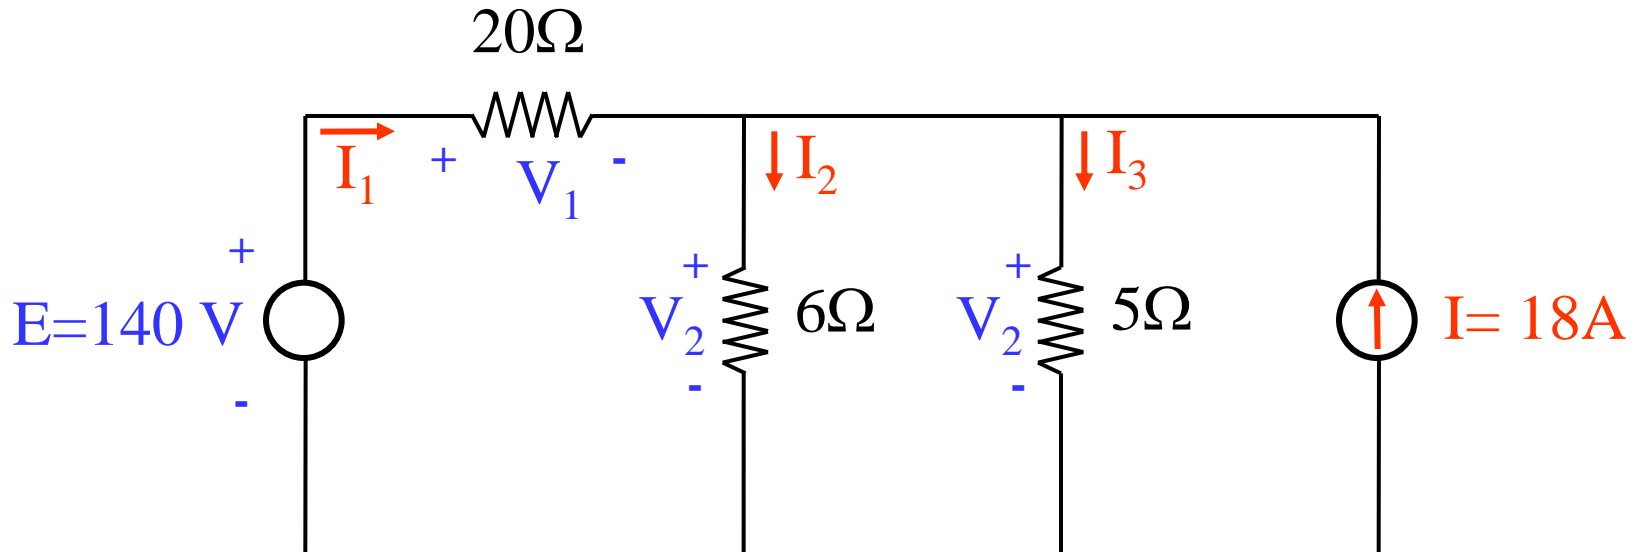 20Ω
I₁
+ V₁ -
I₂
I₃
+
E=140 V
-
+
V₂
-
6Ω
+
V₂
-
5Ω
I= 18A